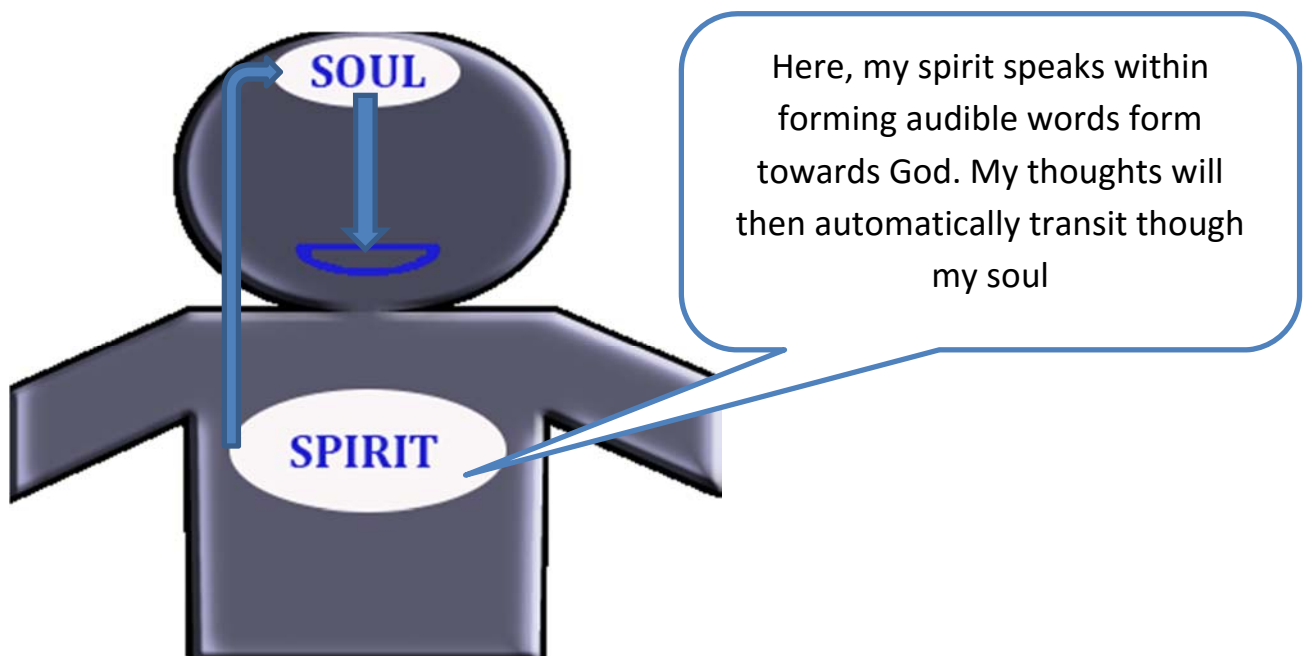 SOUL
Here, my spirit speaks within
forming audible words form
towards God. My thoughts will
then automatically transit though
my soul
SPIRIT